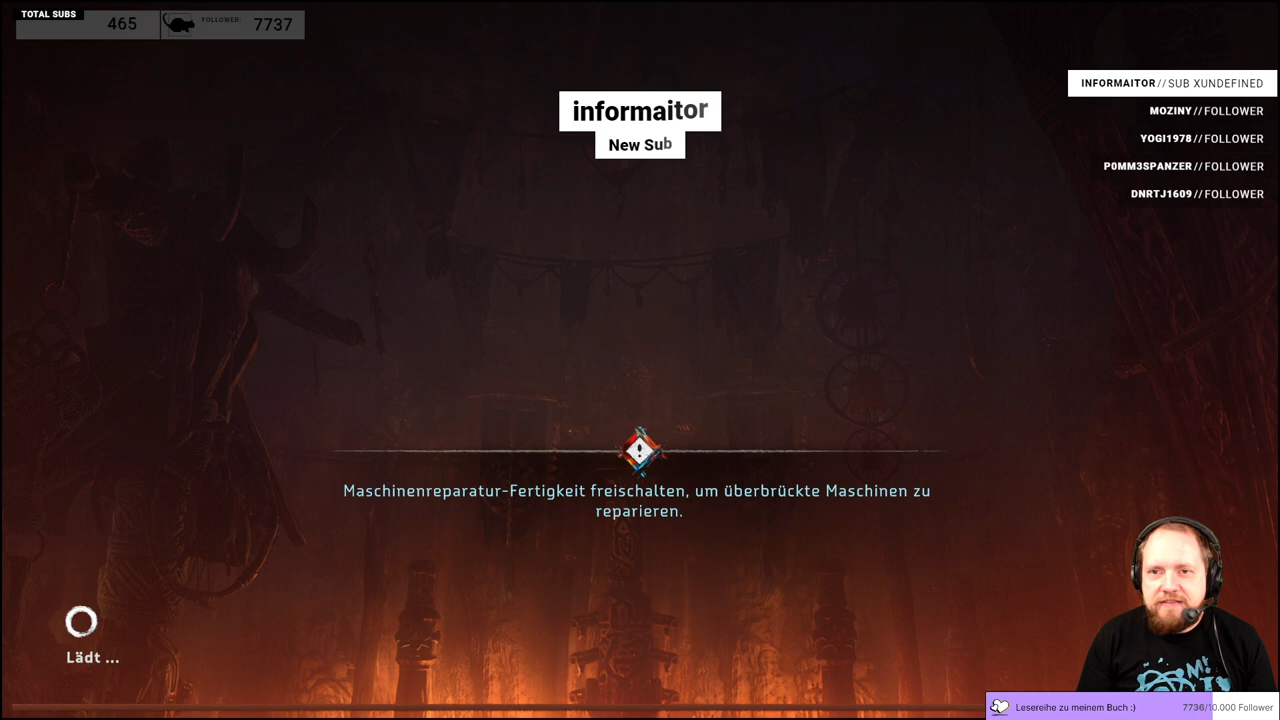 TOTAL SUBS
465
FOLLOWER:
7737
informaitor
New Sub
INFORMAITOR//SUB XUNDEFINED
MOZINY//FOLLOWER
YOGI1978//FOLLOWER
P0MM3SPANZER//FOLLOWER
DNRTJ1609//FOLLOWER
Maschinenreparatur-Fertigkeit freischalten, um überbrückte Maschinen zu
reparieren.
Lädt ...
Lesereihe zu meinem Buch :)
7736/10.000 Follower